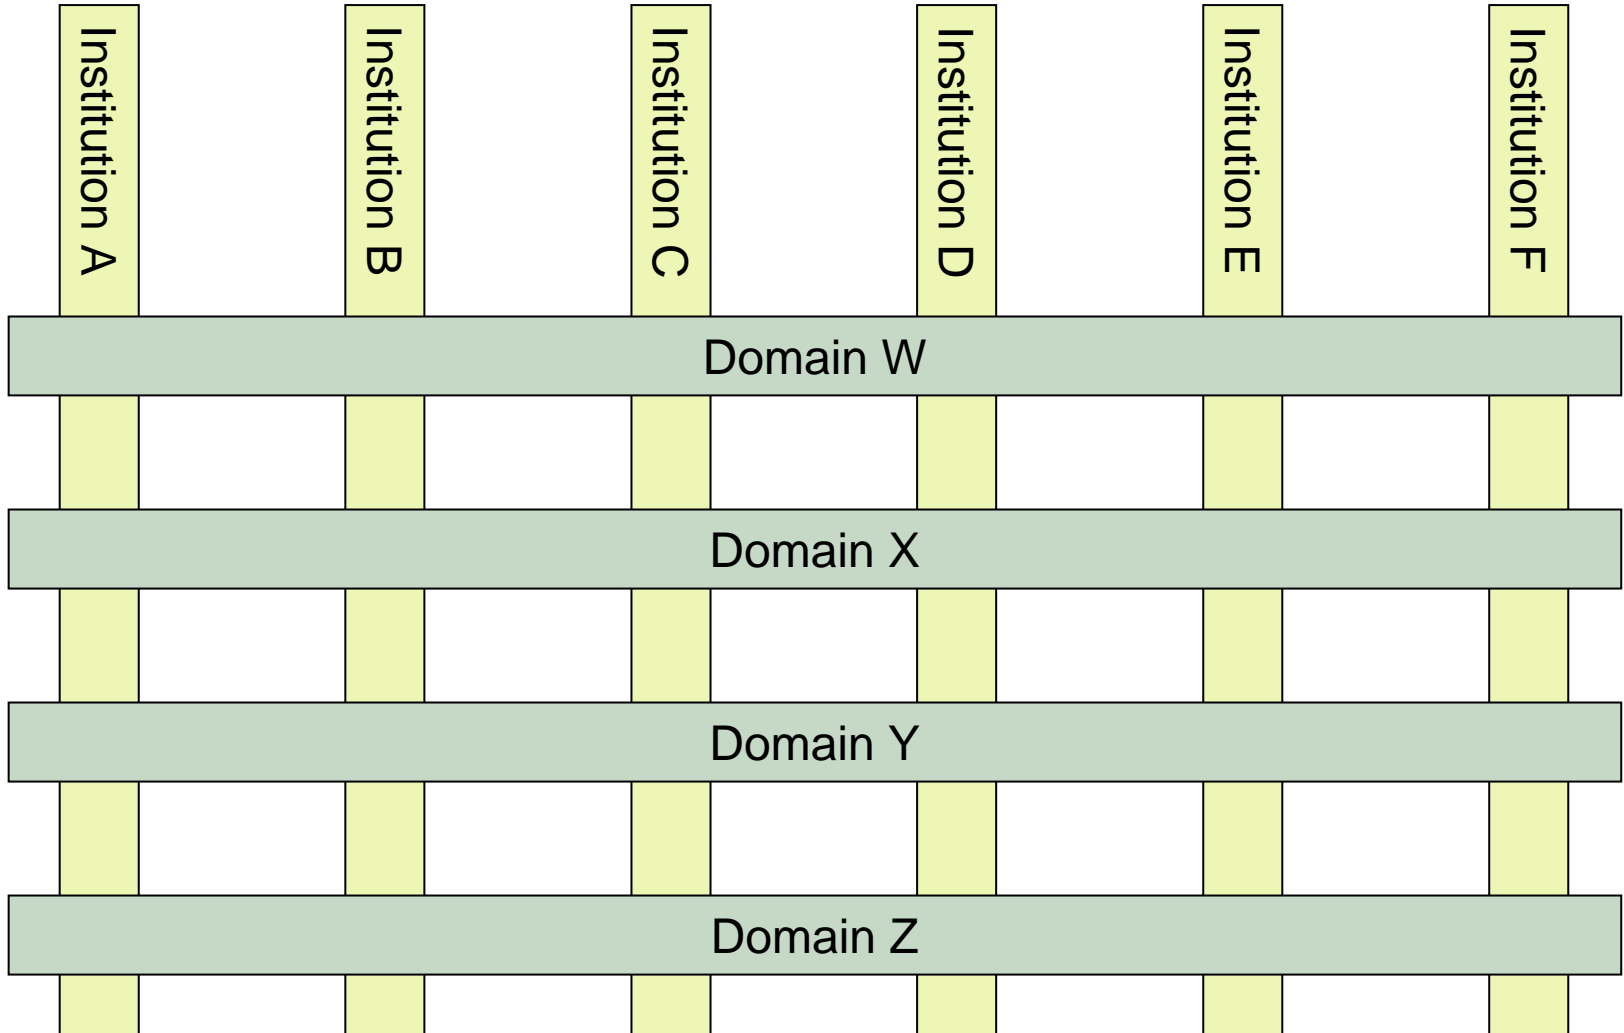 Institution A
Institution B
Institution C
Institution D
Institution E
Institution F
Domain W
Domain X
Domain Y
Domain Z